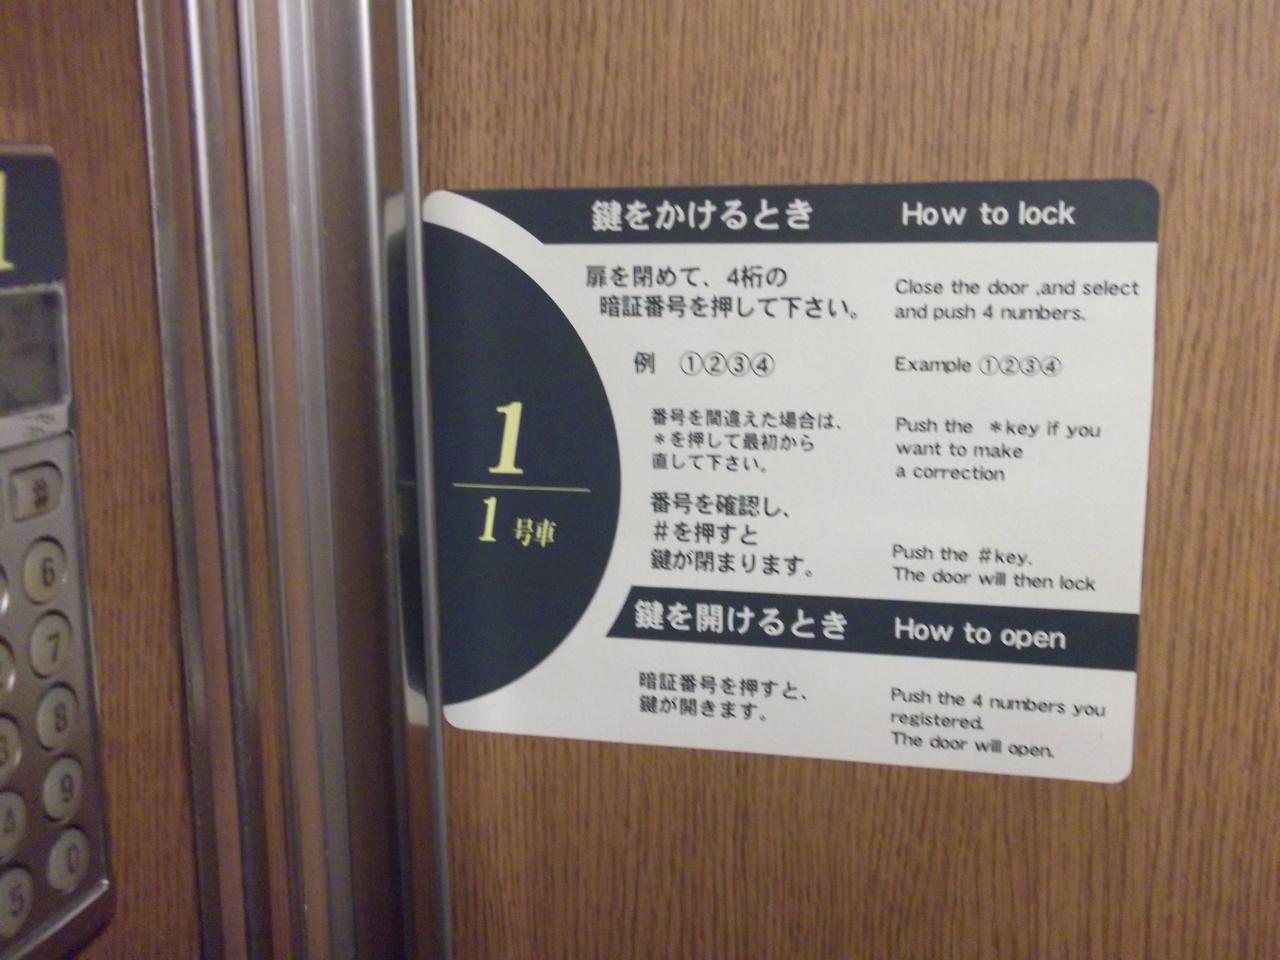 鍵をかけるとき How to lock
扉を閉めて、4桁の
暗証番号を押して下さい。
Close the door ,and select
and push 4 numbers.
例 ①②③④
Example ①②③④
番号を間違えた場合は、
＊を押して最初から
直して下さい。
Push the ＊key if you
want to make
a correction
番号を確認し、
＃を押すと
鍵が閉まります。
Push the ＃key.
The door will then lock
鍵を開けるとき How to open
暗証番号を押すと、
鍵が開きます。
Push the 4 numbers you
registered.
The door will open.
1
1 号車
1
#
6
7
8
9
0
5